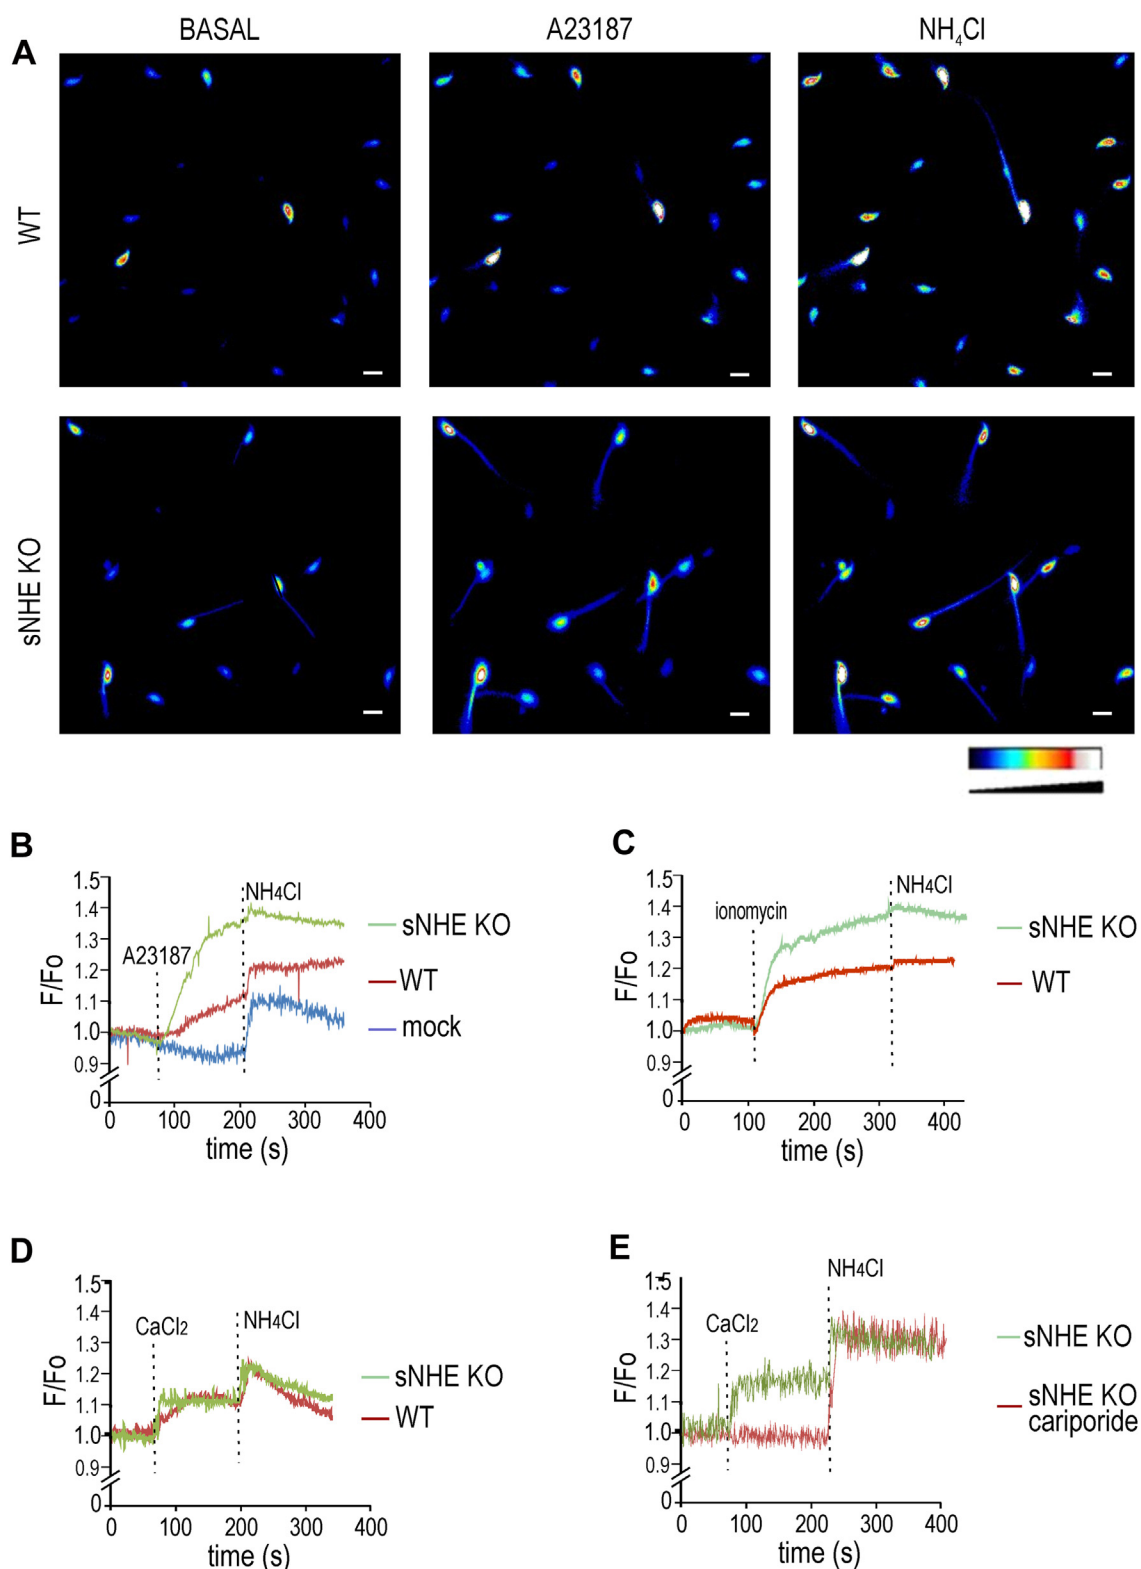 BASAL
A23187
NH4Cl
A
WT
sNHE KO
B
1.5
1.4
1.3
1.2
1.1
1.0
0.9
0
F/Fo
A23187
NH4Cl
sNHE KO
WT
mock
0 100 200 300 400
time (s)
C
1.5
1.4
1.3
1.2
1.1
1.0
0.9
0
F/Fo
ionomycin
NH4Cl
sNHE KO
WT
0 100 200 300 400
time (s)
D
1.5
1.4
1.3
1.2
1.1
1.0
0.9
0
F/Fo
CaCl2
NH4Cl
sNHE KO
WT
0 100 200 300 400
time (s)
E
1.5
1.4
1.3
1.2
1.1
1.0
0.9
0
F/Fo
CaCl2
NH4Cl
sNHE KO
sNHE KO
cariporide
0 100 200 300 400
time (s)